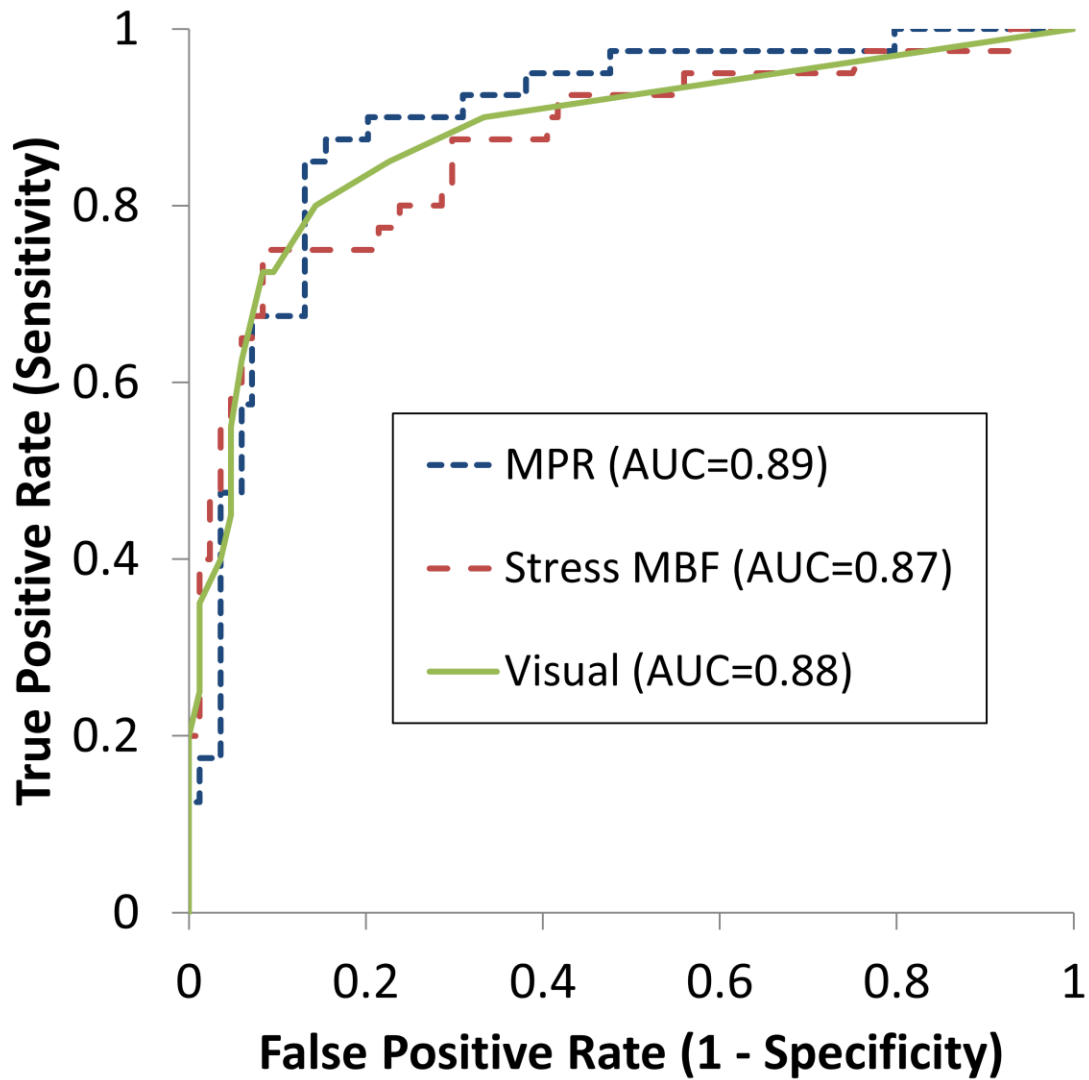 True Positive Rate (Sensitivity)
1
0.8
0.6
0.4
0.2
0
MPR (AUC=0.89)
Stress MBF (AUC=0.87)
Visual (AUC=0.88)
0 0.2 0.4 0.6 0.8 1
False Positive Rate (1 - Specificity)